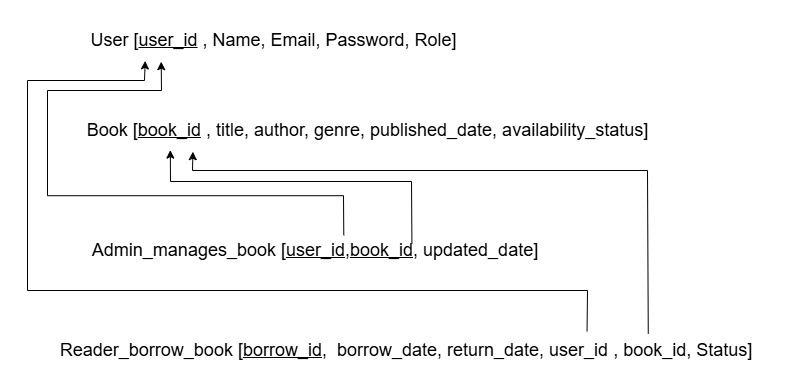 User [user_id , Name, Email, Password, Role]
Book [book_id , title, author, genre, published_date, availability_status]
Admin_manages_book [user_id,book_id, updated_date]
Reader_borrow_book [borrow_id,  borrow_date, return_date, user_id , book_id, Status]